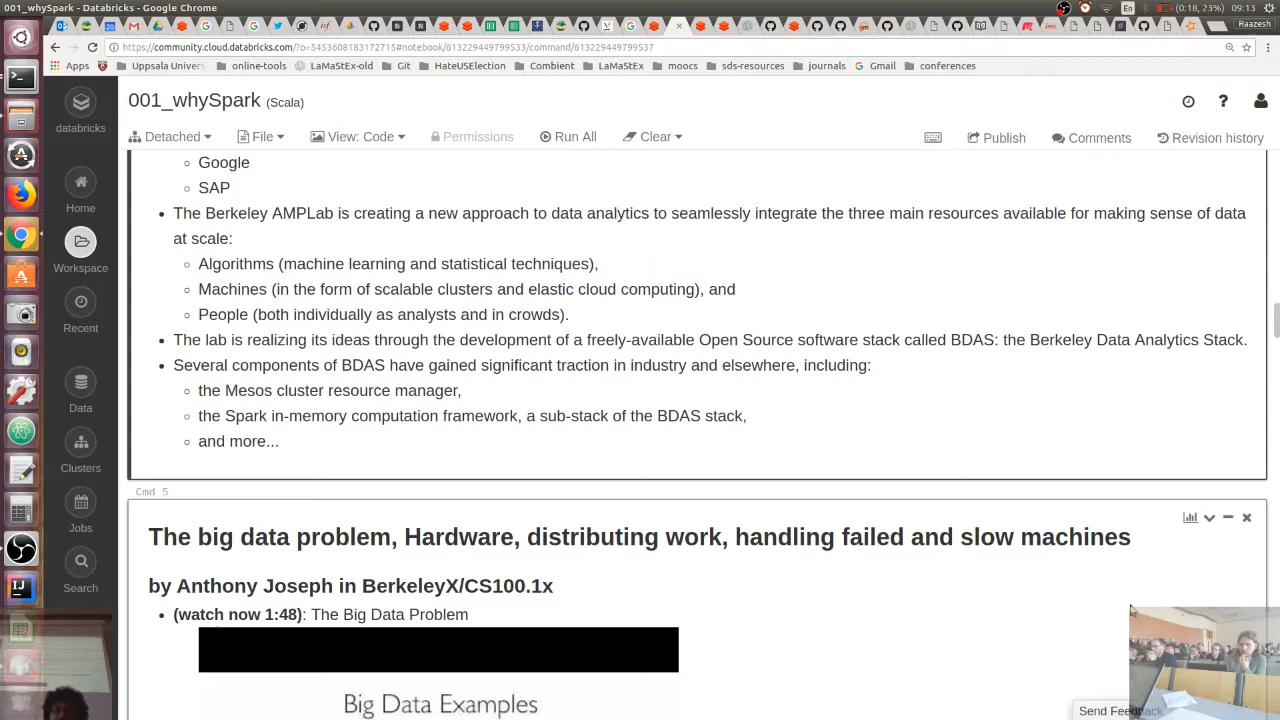 001_whySpark - Databricks - Google Chrome
En
(0:18, 23%)
09:13
Raazesh
https://community.cloud.databricks.com/?o=5453608183172715#notebook/613229449799533/command/613229449799537
Apps
Uppsala Univer
online-tools
LaMaStEx-old
Git
HateUSElection
Combient
LaMaStEx
moocs
sds-resources
journals
Gmail
conferences
001_whySpark (Scala)
databricks
Home
Workspace
Recent
Data
Clusters
Jobs
Search
Detached
File
View: Code
Permissions
Run All
Clear
Publish
Comments
Revision history
Google
SAP
The Berkeley AMPLab is creating a new approach to data analytics to seamlessly integrate the three main resources available for making sense of data
at scale:
Algorithms (machine learning and statistical techniques),
Machines (in the form of scalable clusters and elastic cloud computing), and
People (both individually as analysts and in crowds).
The lab is realizing its ideas through the development of a freely-available Open Source software stack called BDAS: the Berkeley Data Analytics Stack.
Several components of BDAS have gained significant traction in industry and elsewhere, including:
the Mesos cluster resource manager,
the Spark in-memory computation framework, a sub-stack of the BDAS stack,
and more...
Cmd 5
The big data problem, Hardware, distributing work, handling failed and slow machines
by Anthony Joseph in BerkeleyX/CS100.1x
(watch now 1:48): The Big Data Problem
Big Data Examples
Send Feedback